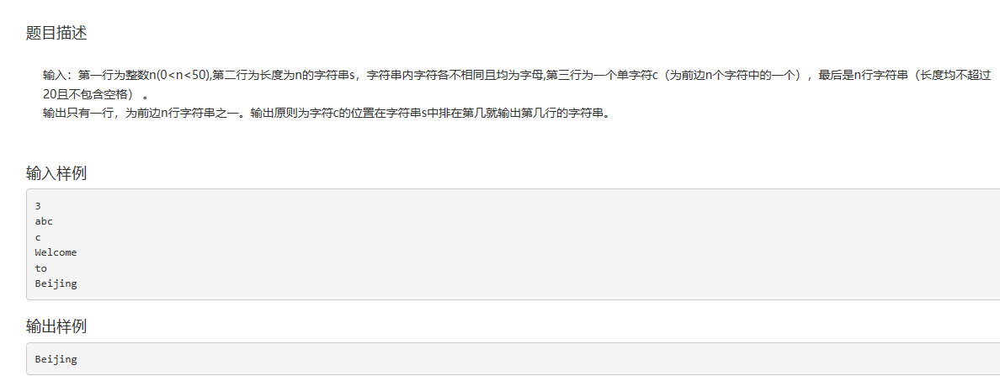 题目描述
输入：第一行为整数n(0<n<50),第二行为长度为n的字符串s，字符串内字符各不相同且均为字母,第三行为一个单字符c（为前边n个字符中的一个），最后是n行字符串（长度均不超过
20且不包含空格） 。
输出只有一行，为前边n行字符串之一。输出原则为字符c的位置在字符串s中排在第几就输出第几行的字符串。
输入样例
3
abc
c
Welcome
to
Beijing
输出样例
Beijing